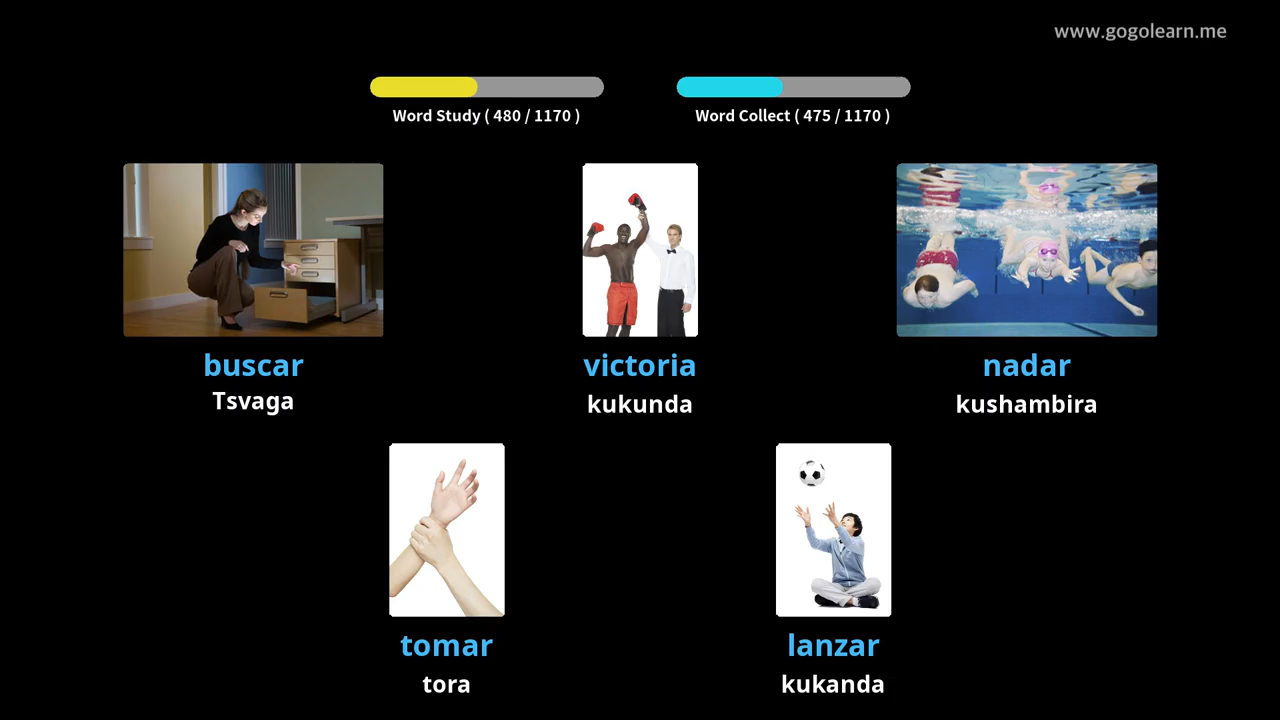 www.gogolearn.me
Word Study ( 480 / 1170 )
Word Collect ( 475 / 1170 )
buscar
Tsvaga
victoria
kukunda
nadar
kushambira
tomar
tora
lanzar
kukanda